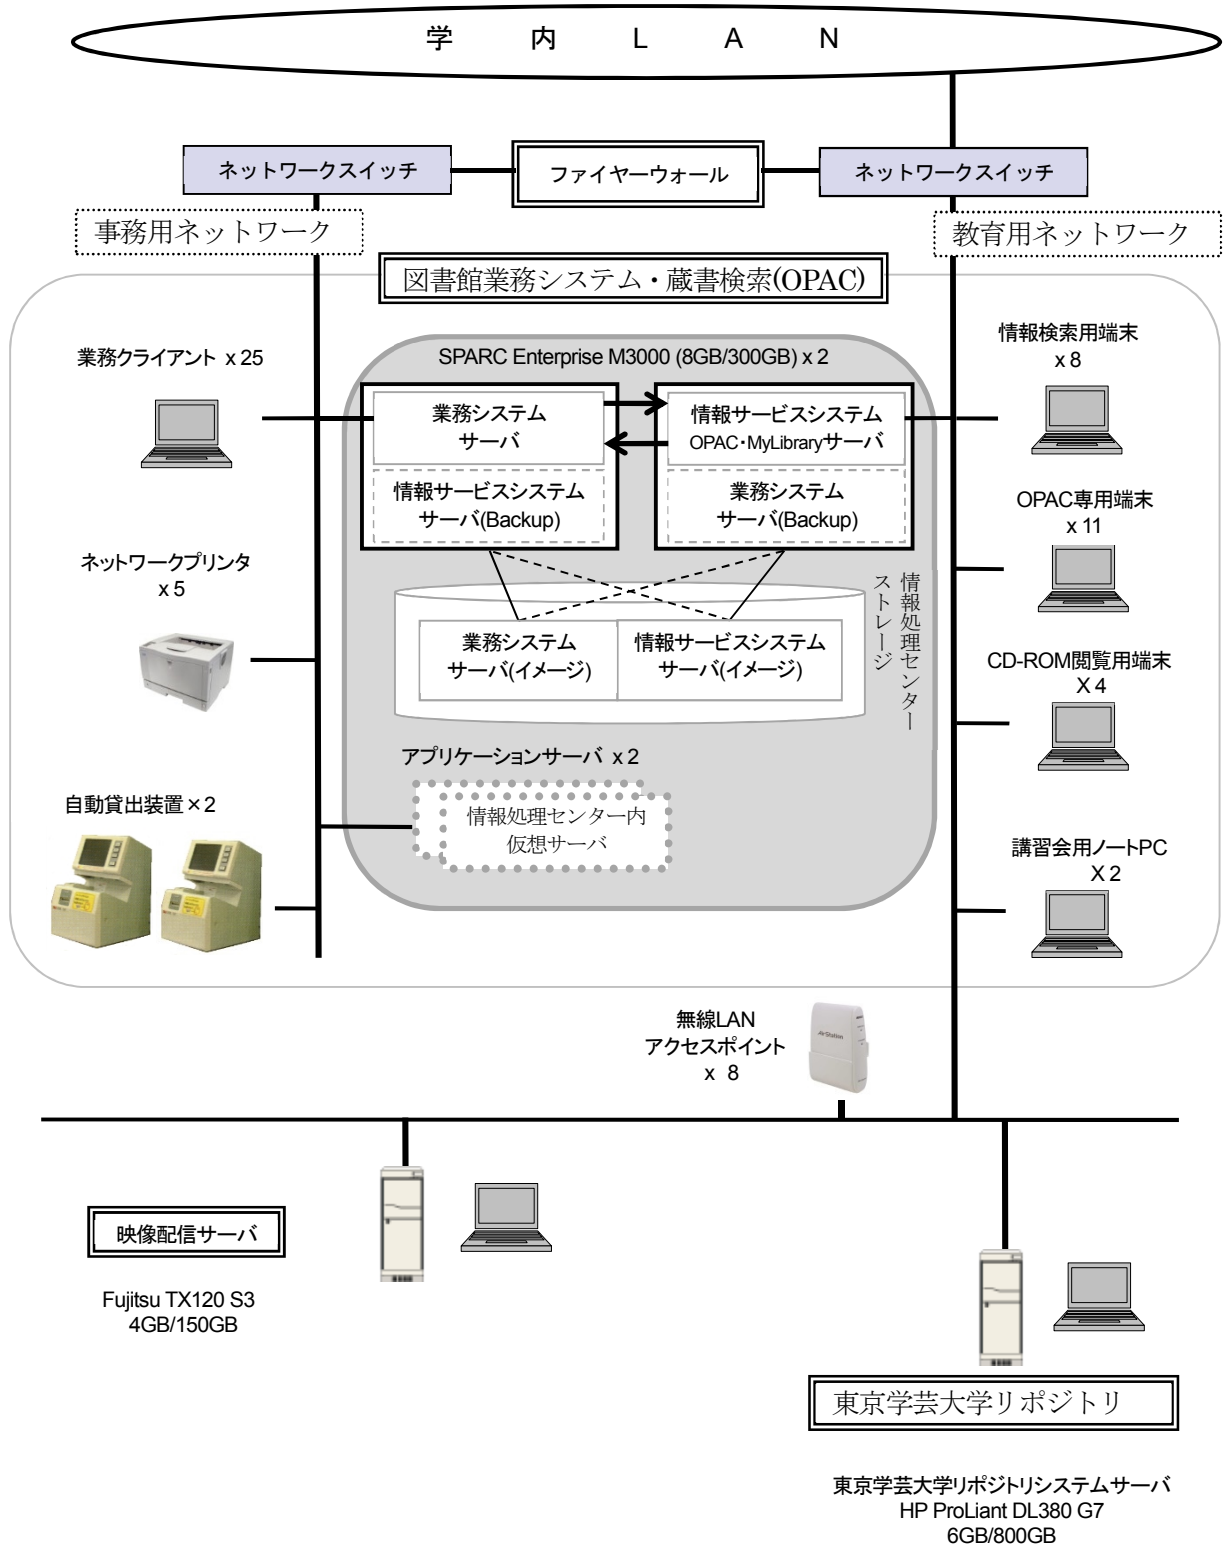 学 内 L A N
ネットワークスイッチ
ファイヤーウォール
ネットワークスイッチ
事務用ネットワーク
教育用ネットワーク
図書館業務システム・蔵書検索(OPAC)
業務クライアント x 25
SPARC Enterprise M3000 (8GB/300GB) x 2
業務システム
サーバ
情報サービスシステム
OPAC・MyLibraryサーバ
情報サービスシステム
サーバ(Backup)
業務システム
サーバ(Backup)
情報検索用端末
x 8
OPAC専用端末
x 11
ネットワークプリンタ
x 5
業務システム
サーバ(イメージ)
情報サービスシステム
サーバ(イメージ)
情報処理センター
ストレージ
CD-ROM閲覧用端末
X 4
アプリケーションサーバ x 2
情報処理センター内
仮想サーバ
自動貸出装置×2
講習会用ノートPC
X 2
無線LAN
アクセスポイント
x 8
AirStation
映像配信サーバ
Fujitsu TX120 S3
4GB/150GB
東京学芸大学リポジトリ
東京学芸大学リポジトリシステムサーバ
HP ProLiant DL380 G7
6GB/800GB